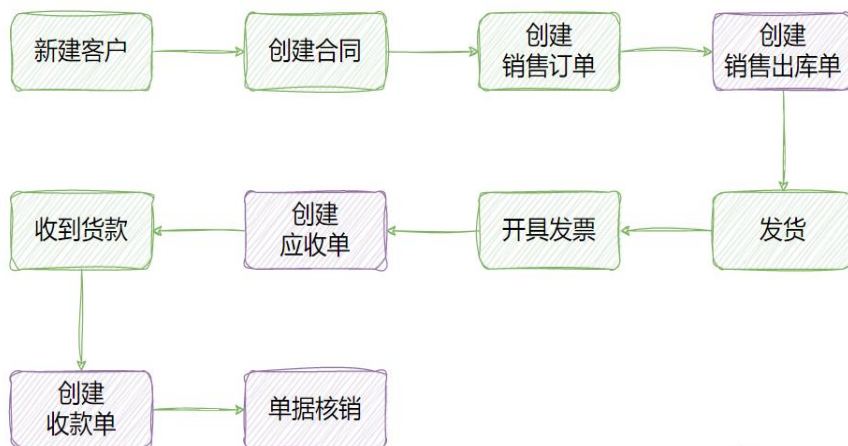 新建客户
创建合同
创建
销售订单
创建
销售出库单
发货
开具发票
创建
应收单
收到货款
创建
收款单
单据核销